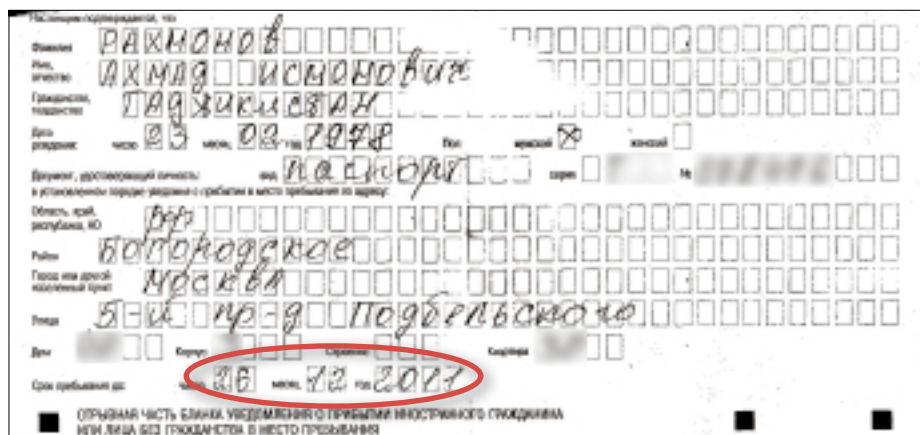 Настоящим подтверждается, что
Фамилия РАХМОНОВ
Имя, отчество АХМАД ИСМОНОВИЧ
Гражданство, подданство ТАДЖИКИСТАН
Дата рождения: число 23 месяц 02 год 1978 Пол: мужской X женский
Документ, удостоверяющий личность: вид паспорт серия №
в установленном порядке уведомил о прибытии в место пребывания по адресу:
Область, край, республика, АО
Район БОГОРОДСКОЕ
Город или другой населенный пункт МОСКВА
Улица 5-й пр-д Подбельского
Дом Корпус Строение Квартира
Срок пребывания до: число 26 месяц 12 год 2011
ОТРЫВНАЯ ЧАСТЬ БЛАНКА УВЕДОМЛЕНИЯ О ПРИБЫТИИ ИНОСТРАННОГО ГРАЖДАНИНА
ИЛИ ЛИЦА БЕЗ ГРАЖДАНСТВА В МЕСТО ПРЕБЫВАНИЯ